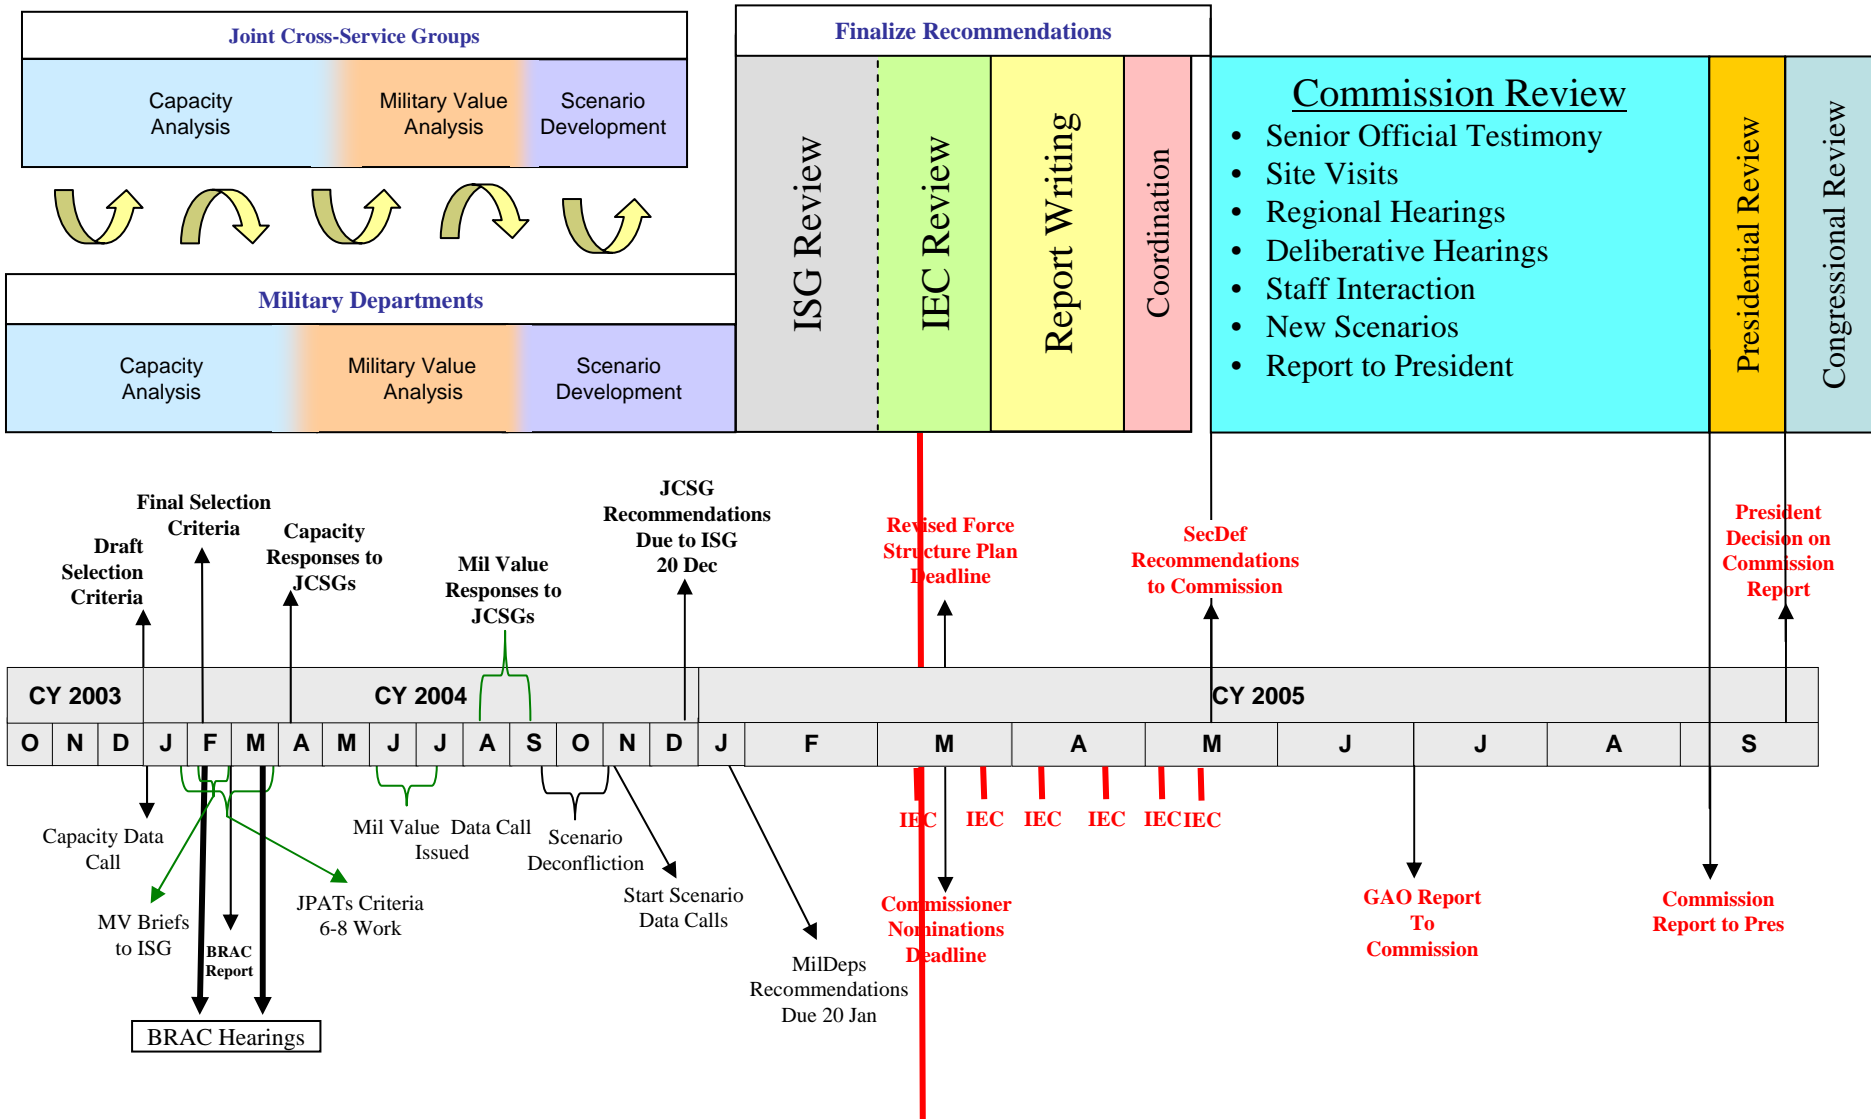 Joint Cross-Service Groups
Capacity
Analysis
Military Value
Analysis
Scenario
Development
Military Departments
Capacity
Analysis
Military Value
Analysis
Scenario
Development
Finalize Recommendations
ISG Review
IEC Review
Report Writing
Coordination
Commission Review
• Senior Official Testimony
• Site Visits
• Regional Hearings
• Deliberative Hearings
• Staff Interaction
• New Scenarios
• Report to President
Presidential Review
Congressional Review
Draft
Selection
Criteria
Final Selection
Criteria
Capacity
Responses to
JCSGs
Mil Value
Responses to
JCSGs
JCSG
Recommendations
Due to ISG
20 Dec
Revised Force
Structure Plan
Deadline
SecDef
Recommendations
to Commission
President
Decision on
Commission
Report
CY 2003 CY 2004 CY 2005
O N D J F M A M J J A S O N D J F M A M J J A S
Capacity Data
Call
MV Briefs
to ISG
BRAC
Report
BRAC Hearings
JPATs Criteria
6-8 Work
Mil Value Data Call
Issued
Scenario
Deconfliction
Start Scenario
Data Calls
MilDeps
Recommendations
Due 20 Jan
IEC IEC IEC IEC IEC IEC
Commissioner
Nominations
Deadline
GAO Report
To
Commission
Commission
Report to Pres